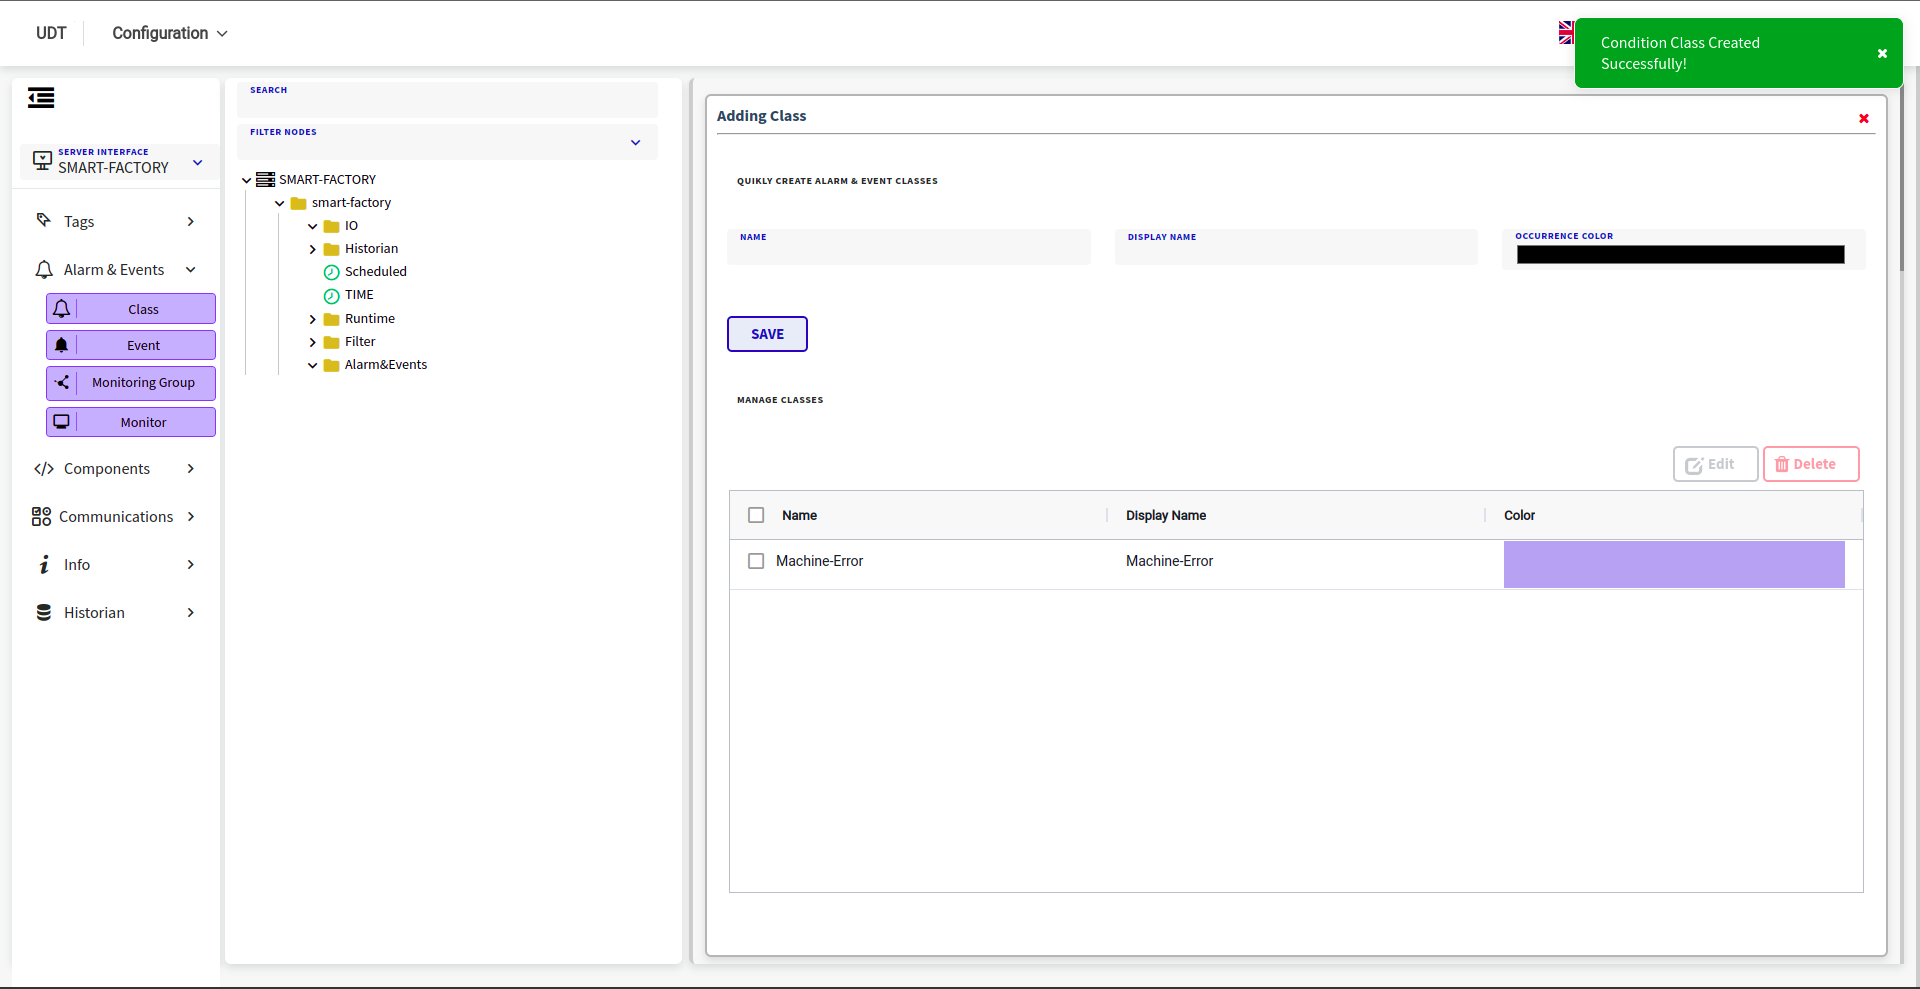 UDT
Configuration
Condition Class Created
Successfully!
SERVER INTERFACE
SMART-FACTORY
Tags
Alarm & Events
Class
Event
Monitoring Group
Monitor
Components
Communications
Info
Historian
SEARCH
FILTER NODES
SMART-FACTORY
smart-factory
IO
Historian
Scheduled
TIME
Runtime
Filter
Alarm&Events
Adding Class
QUIKLY CREATE ALARM & EVENT CLASSES
NAME
DISPLAY NAME
OCCURRENCE COLOR
SAVE
MANAGE CLASSES
Edit
Delete
Name Display Name Color
Machine-Error Machine-Error